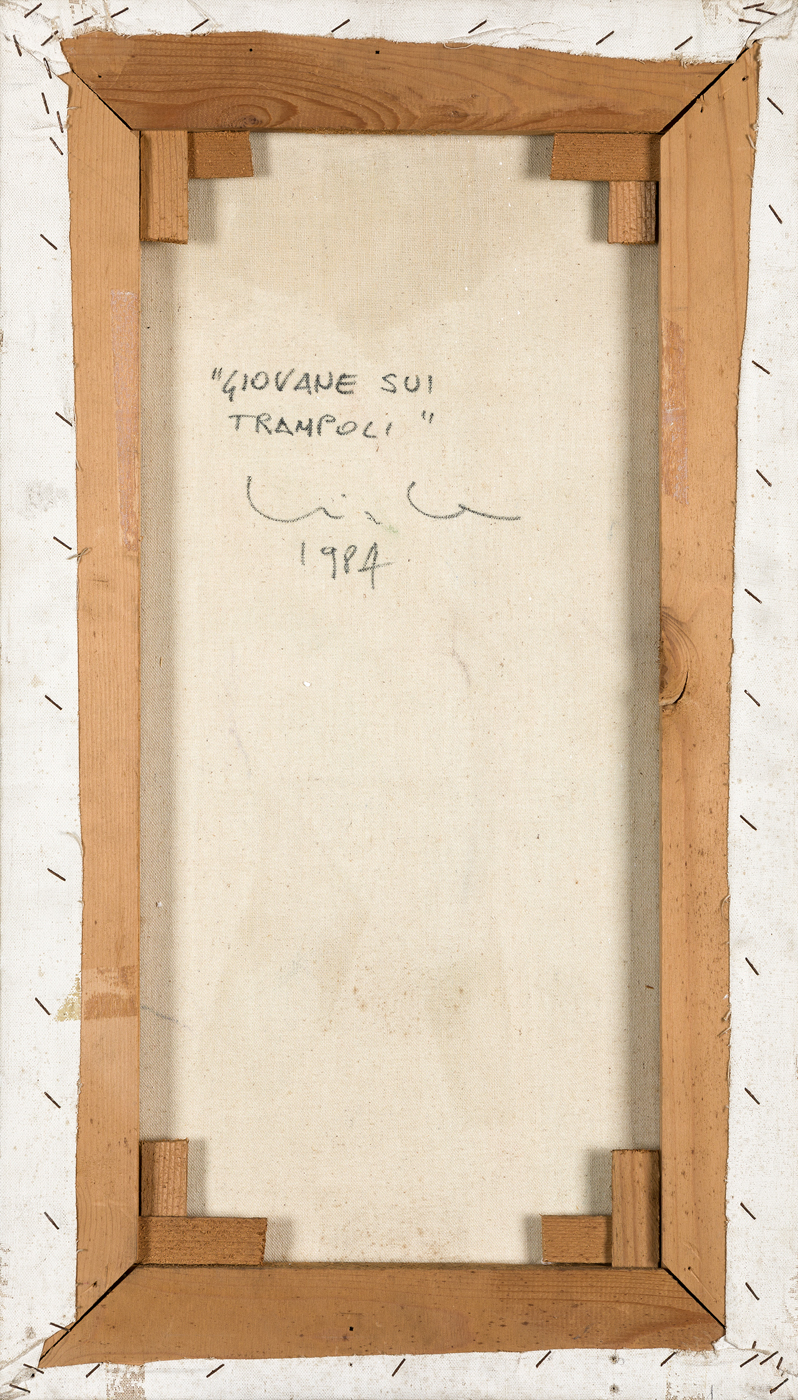 "GIOVANE SUI
TRAMPOLI"
1984